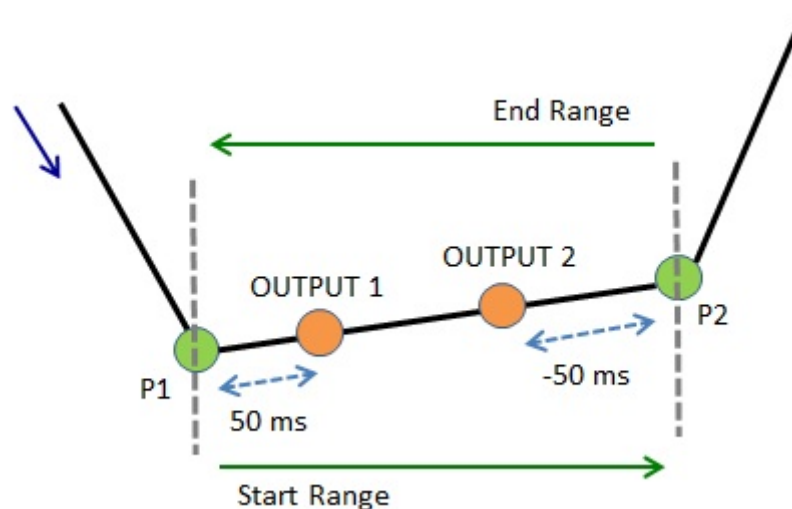 End Range
OUTPUT 2
OUTPUT 1
P2
P1
-50 ms
50 ms
Start Range